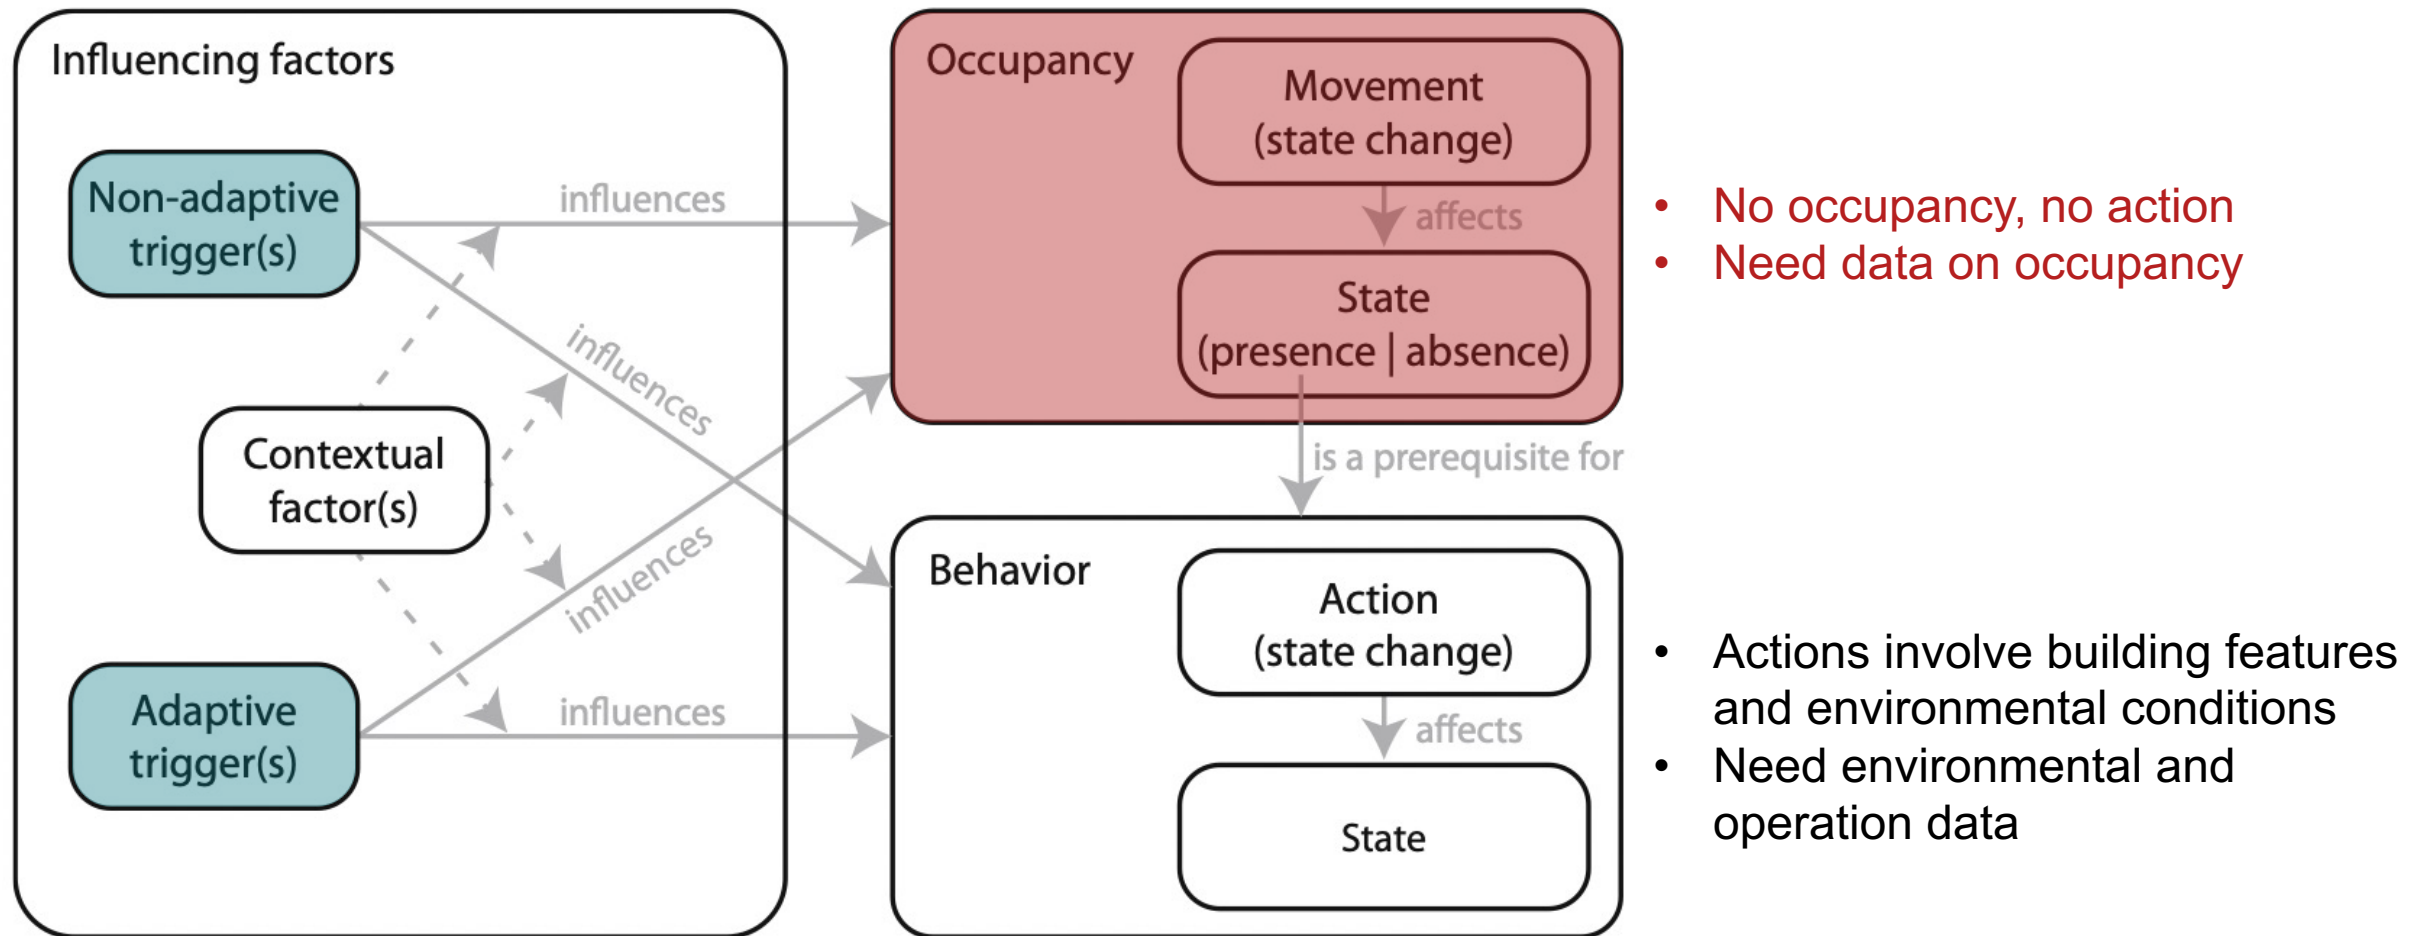 Influencing factors
Non-adaptive
trigger(s)
Contextual
factor(s)
Adaptive
trigger(s)
influences
influences
influences
influences
Occupancy
Movement
(state change)
affects
State
(presence | absence)
is a prerequisite for
Behavior
Action
(state change)
affects
State
• No occupancy, no action
• Need data on occupancy
• Actions involve building features
and environmental conditions
• Need environmental and
operation data